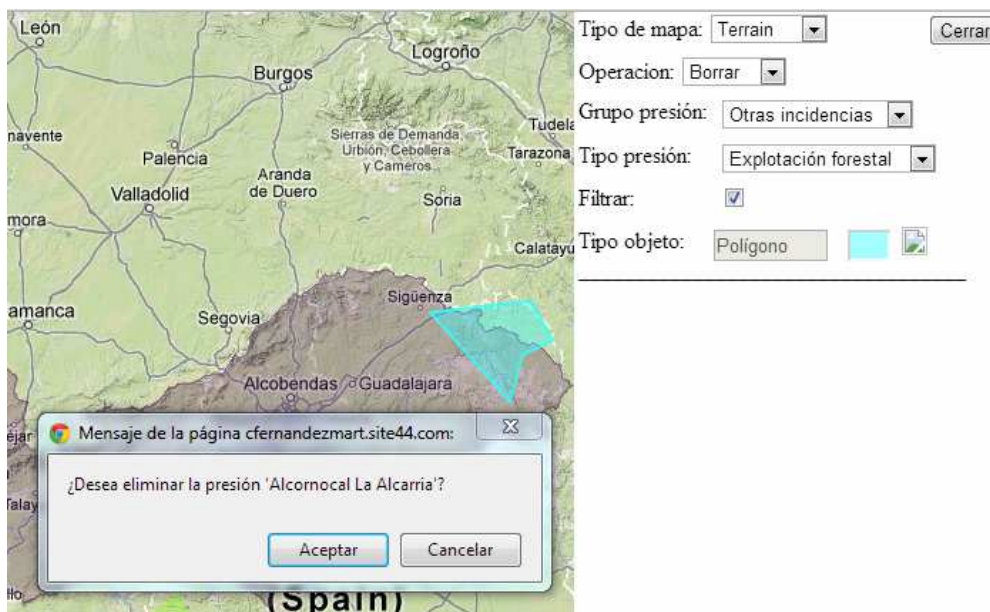 León
Logroño
Burgos
navente
Palencia
Sierras de Demanda,
Urbión, Cebollera
y Cameros
Tudela
Tarazona
Aranda
de Duero
Valladolid
Soria
mora
Calatayu
Sigüenza
amanca
Segovia
Alcobendas
Guadalajara
éjar
Talay
llo
(Spain)
Tipo de mapa: Terrain
Cerrar
Operacion: Borrar
Grupo presión: Otras incidencias
Tipo presión: Explotación forestal
Filtrar:
Tipo objeto: Polígono
Mensaje de la página cfernandezmart.site44.com:
¿Desea eliminar la presión 'Alcornocal La Alcarria'?
Aceptar
Cancelar